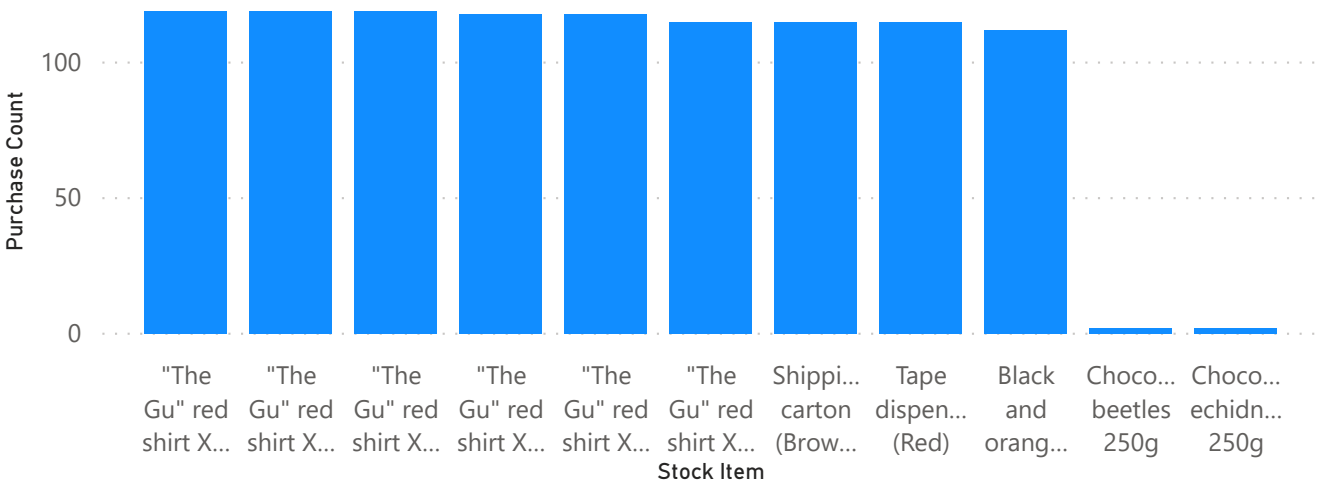 100
50
0
Purchase Count
"The Gu" red shirt X...
"The Gu" red shirt X...
"The Gu" red shirt X...
"The Gu" red shirt X...
"The Gu" red shirt X...
"The Gu" red shirt X...
Shippi... carton (Brow...
Tape dispen... (Red)
Black and orang...
Choco... beetles 250g
Choco... echidn... 250g
Stock Item